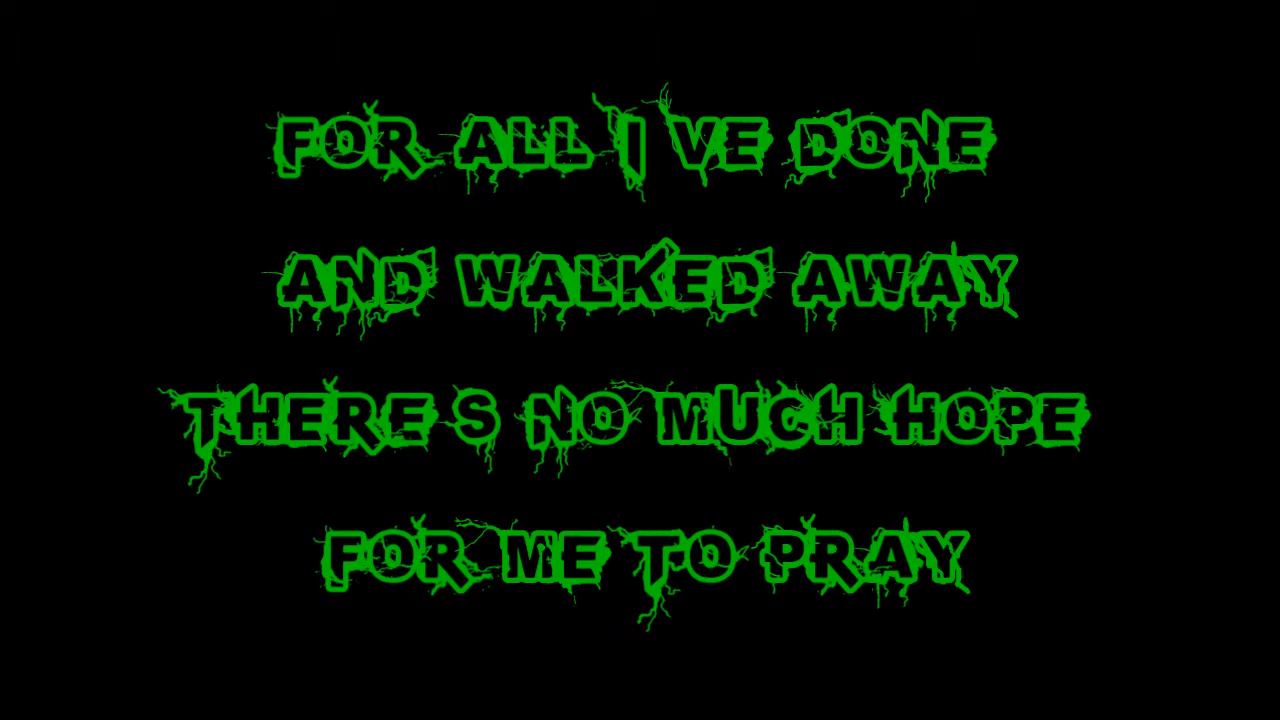 FOR ALL I VE DONE
AND WALKED AWAY
THERE S NO MUCH HOPE
FOR ME TO PRAY